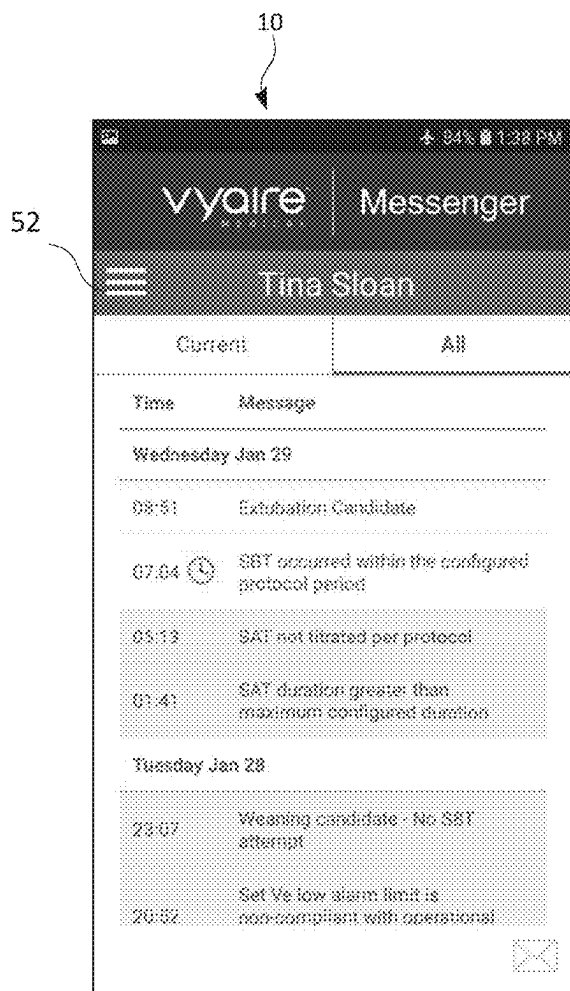 10
84% 1:38 PM
vyaire Messenger
MEDICAL
52
Tina Sloan
Current All
Time Message
Wednesday Jan 29
08:51 Extubation Candidate
07:04 SBT occurred within the configured
protocol period
05:13 SAT not titrated per protocol
01:41 SAT duration greater than
maximum configured duration
Tuesday Jan 28
23:07 Weaning candidate - No SBT
attempt
20:52 Set Ve low alarm limit is
non-compliant with operational